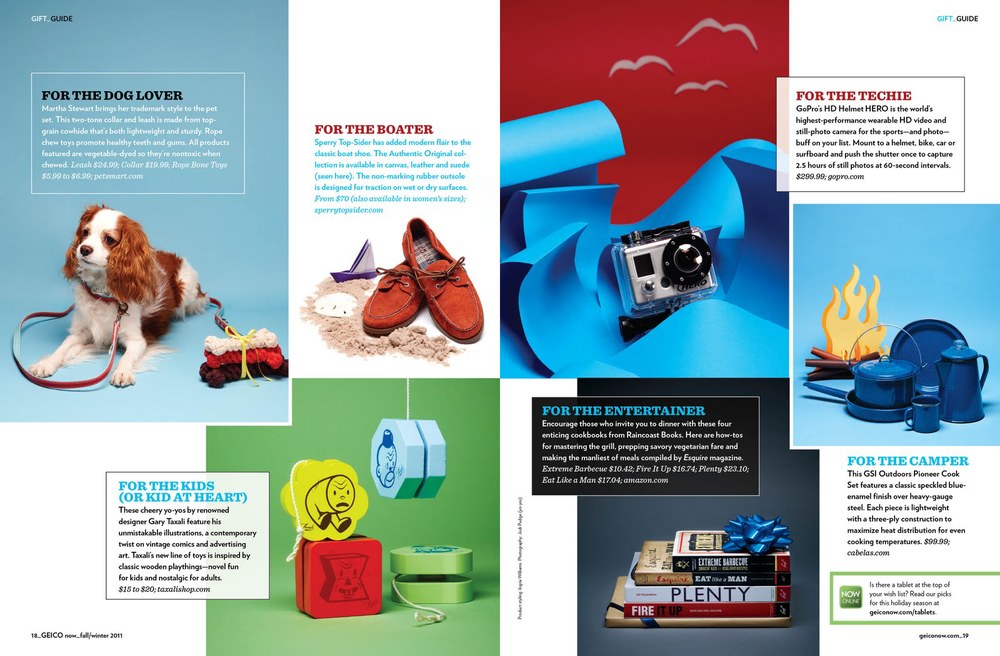 GIFT_GUIDE
FOR THE DOG LOVER
Martha Stewart brings her trademark style to the pet
set. This two-tone collar and leash is made from top-
grain cowhide that's both lightweight and sturdy. Rope
chew toys promote healthy teeth and gums. All products
featured are vegetable-dyed so they're nontoxic when
chewed. Leash $24.99; Collar $19.99; Rope Bone Toys
$5.99 to $6.99; petsmart.com
FOR THE BOATER
Sperry Top-Sider has added modern flair to the
classic boat shoe. The Authentic Original col-
lection is available in canvas, leather and suede
(seen here). The non-marking rubber outsole
is designed for traction on wet or dry surfaces.
From $70 (also available in women's sizes);
sperrytopsider.com
FOR THE KIDS
(OR KID AT HEART)
These cheery yo-yos by renowned
designer Gary Taxali feature his
unmistakable illustrations, a contemporary
twist on vintage comics and advertising
art. Taxali's new line of toys is inspired by
classic wooden playthings—novel fun
for kids and nostalgic for adults.
$15 to $20; taxalishop.com
18_GEICO now_fall/winter 2011
GIFT_GUIDE
FOR THE TECHIE
GoPro's HD Helmet HERO is the world's
highest-performance wearable HD video and
still-photo camera for the sports—and photo—
buff on your list. Mount to a helmet, bike, car or
surfboard and push the shutter once to capture
2.5 hours of still photos at 60-second intervals.
$299.99; gopro.com
HERO
FOR THE ENTERTAINER
Encourage those who invite you to dinner with these four
enticing cookbooks from Raincoast Books. Here are how-tos
for mastering the grill, prepping savory vegetarian fare and
making the manliest of meals compiled by Esquire magazine.
Extreme Barbecue $10.42; Fire It Up $16.74; Plenty $23.10;
Eat Like a Man $17.04; amazon.com
EXTREME BARBECUE
Esquire EAT like a MAN
PLENTY
FIRE IT UP
FOR THE CAMPER
This GSI Outdoors Pioneer Cook
Set features a classic speckled blue-
enamel finish over heavy-gauge
steel. Each piece is lightweight
with a three-ply construction to
maximize heat distribution for even
cooking temperatures. $99.99;
cabelas.com
NOW
ONLINE
Is there a tablet at the top of
your wish list? Read our picks
for this holiday season at
geiconow.com/tablets.
geiconow.com_19